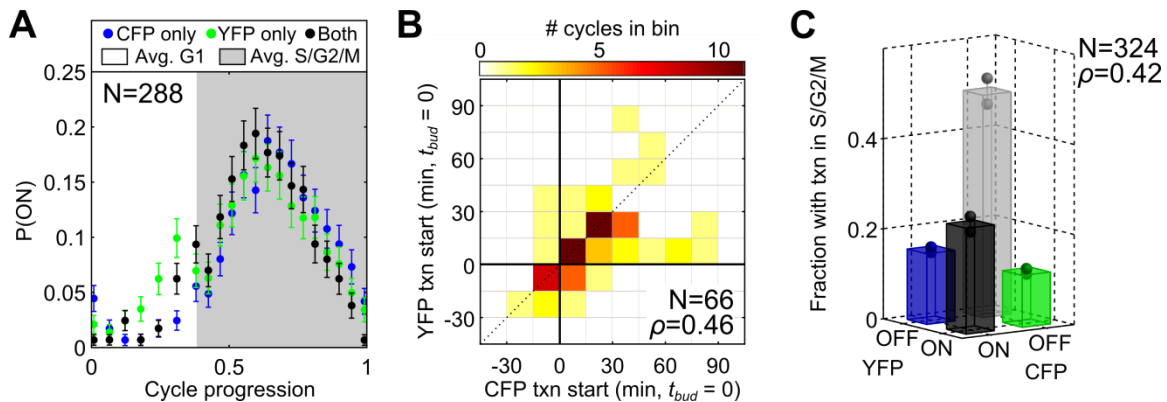 A
CFP only YFP only Both
Avg. G1 Avg. S/G2/M
N=288
P(ON)
0.25
0.2
0.15
0.1
0.05
0
0 0.5 1
Cycle progression
B
# cycles in bin
0 5 10
YFP txn start (min, t_bud = 0)
90
60
30
0
-30
N=66
ρ=0.46
-30 0 30 60 90
CFP txn start (min, t_bud = 0)
C
N=324
ρ=0.42
Fraction with txn in S/G2/M
0.4
0.2
0
OFF ON
YFP
ON OFF
CFP